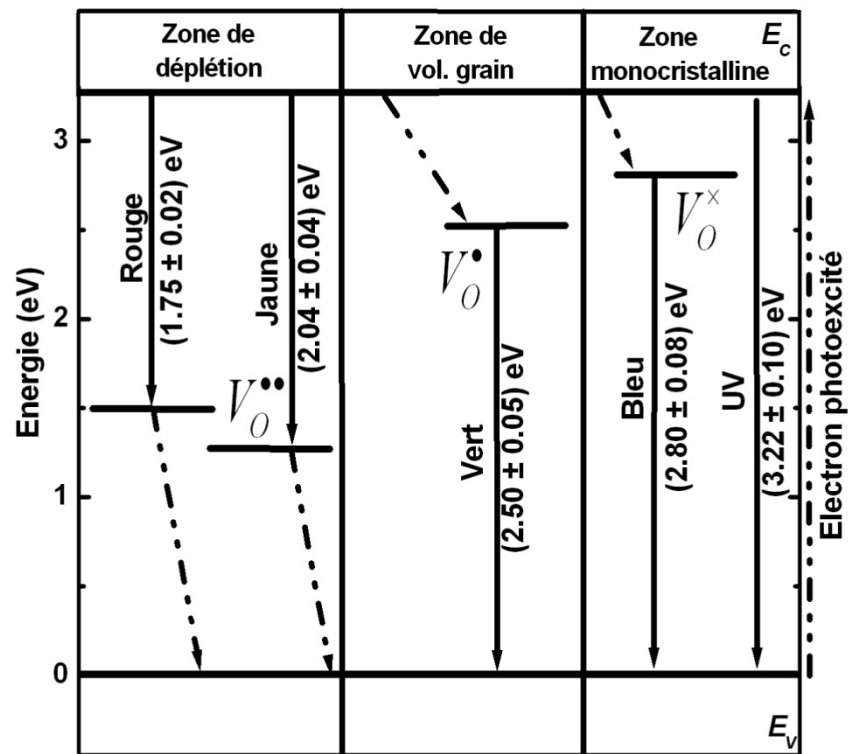 Zone de
déplétion
Zone de
vol. grain
Zone
monocristalline
E_c
Energie (eV)
3
2
1
0
Rouge
(1.75 ± 0.02) eV
Jaune
(2.04 ± 0.04) eV
V_O^••
V_O^•
Vert
(2.50 ± 0.05) eV
V_O^×
Bleu
(2.80 ± 0.08) eV
UV
(3.22 ± 0.10) eV
Electron photoexcité
E_v